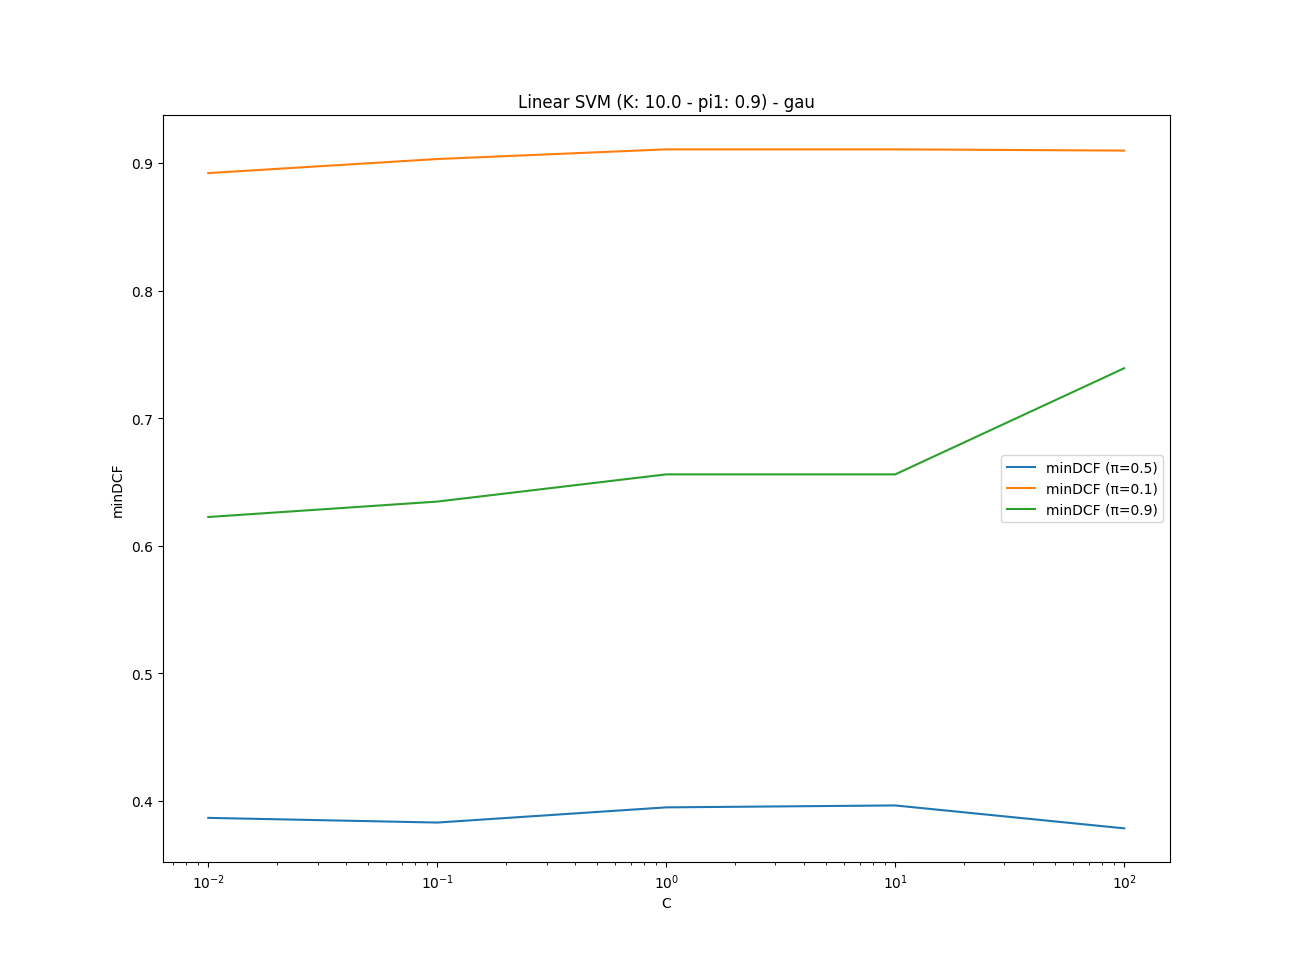 Linear SVM (K: 10.0 - pi1: 0.9) - gau
minDCF
0.9
0.8
0.7
0.6
0.5
0.4
minDCF (π=0.5)
minDCF (π=0.1)
minDCF (π=0.9)
10⁻² 10⁻¹ 10⁰ 10¹ 10²
C